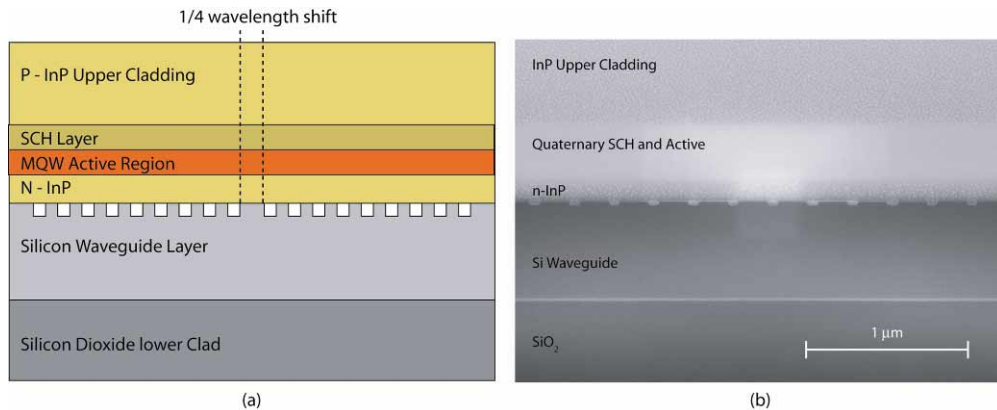 1/4 wavelength shift
P - InP Upper Cladding
SCH Layer
MQW Active Region
N - InP
Silicon Waveguide Layer
Silicon Dioxide lower Clad
(a)
InP Upper Cladding
Quaternary SCH and Active
n-InP
Si Waveguide
SiO₂
1 μm
(b)